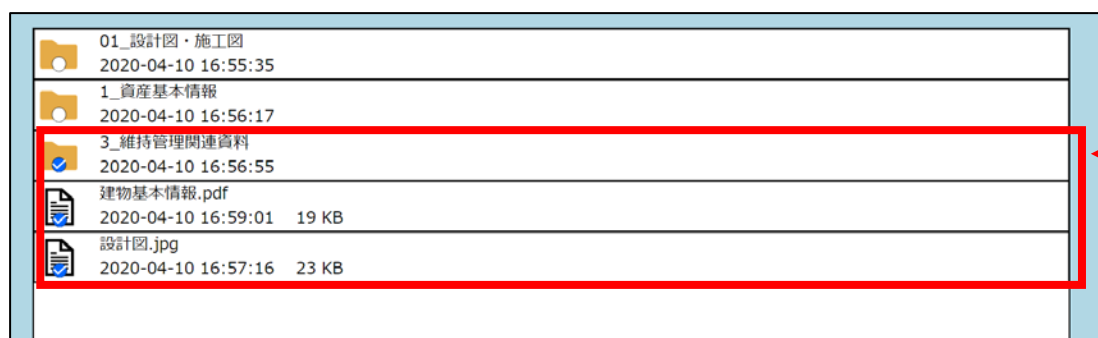 01_設計図・施工図
2020-04-10 16:55:35
1_資産基本情報
2020-04-10 16:56:17
3_維持管理関連資料
2020-04-10 16:56:55
建物基本情報.pdf
2020-04-10 16:59:01 19 KB
設計図.jpg
2020-04-10 16:57:16 23 KB